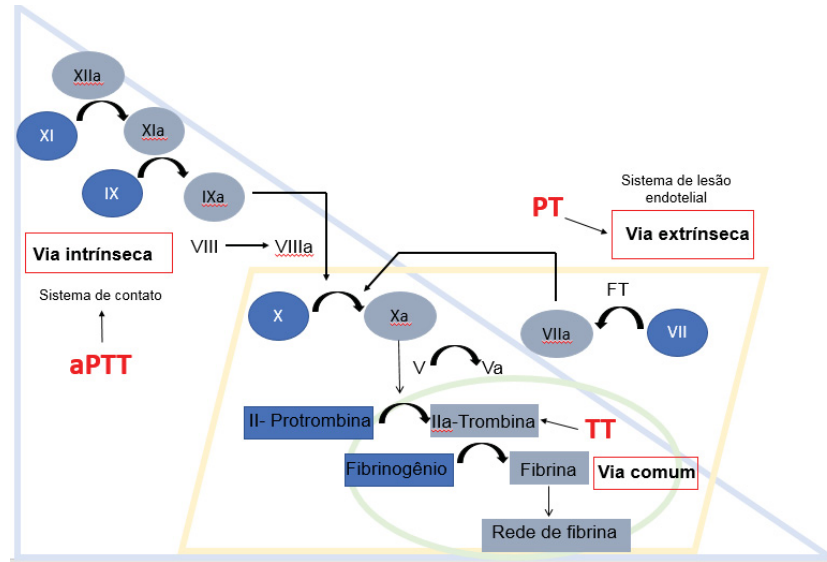 XIIa
XI
XIa
IX
IXa
Via intrínseca
VIII
VIIIa
Sistema de contato
aPTT
Sistema de lesão
endotelial
PT
Via extrínseca
FT
X
Xa
VIIa
VII
V
Va
II- Protrombina
IIa-Trombina
TT
Fibrinogênio
Fibrina
Via comum
Rede de fibrina